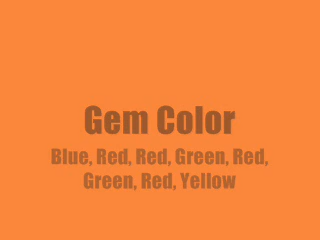 Gem Color
Blue, Red, Red, Green, Red,
Green, Red, Yellow